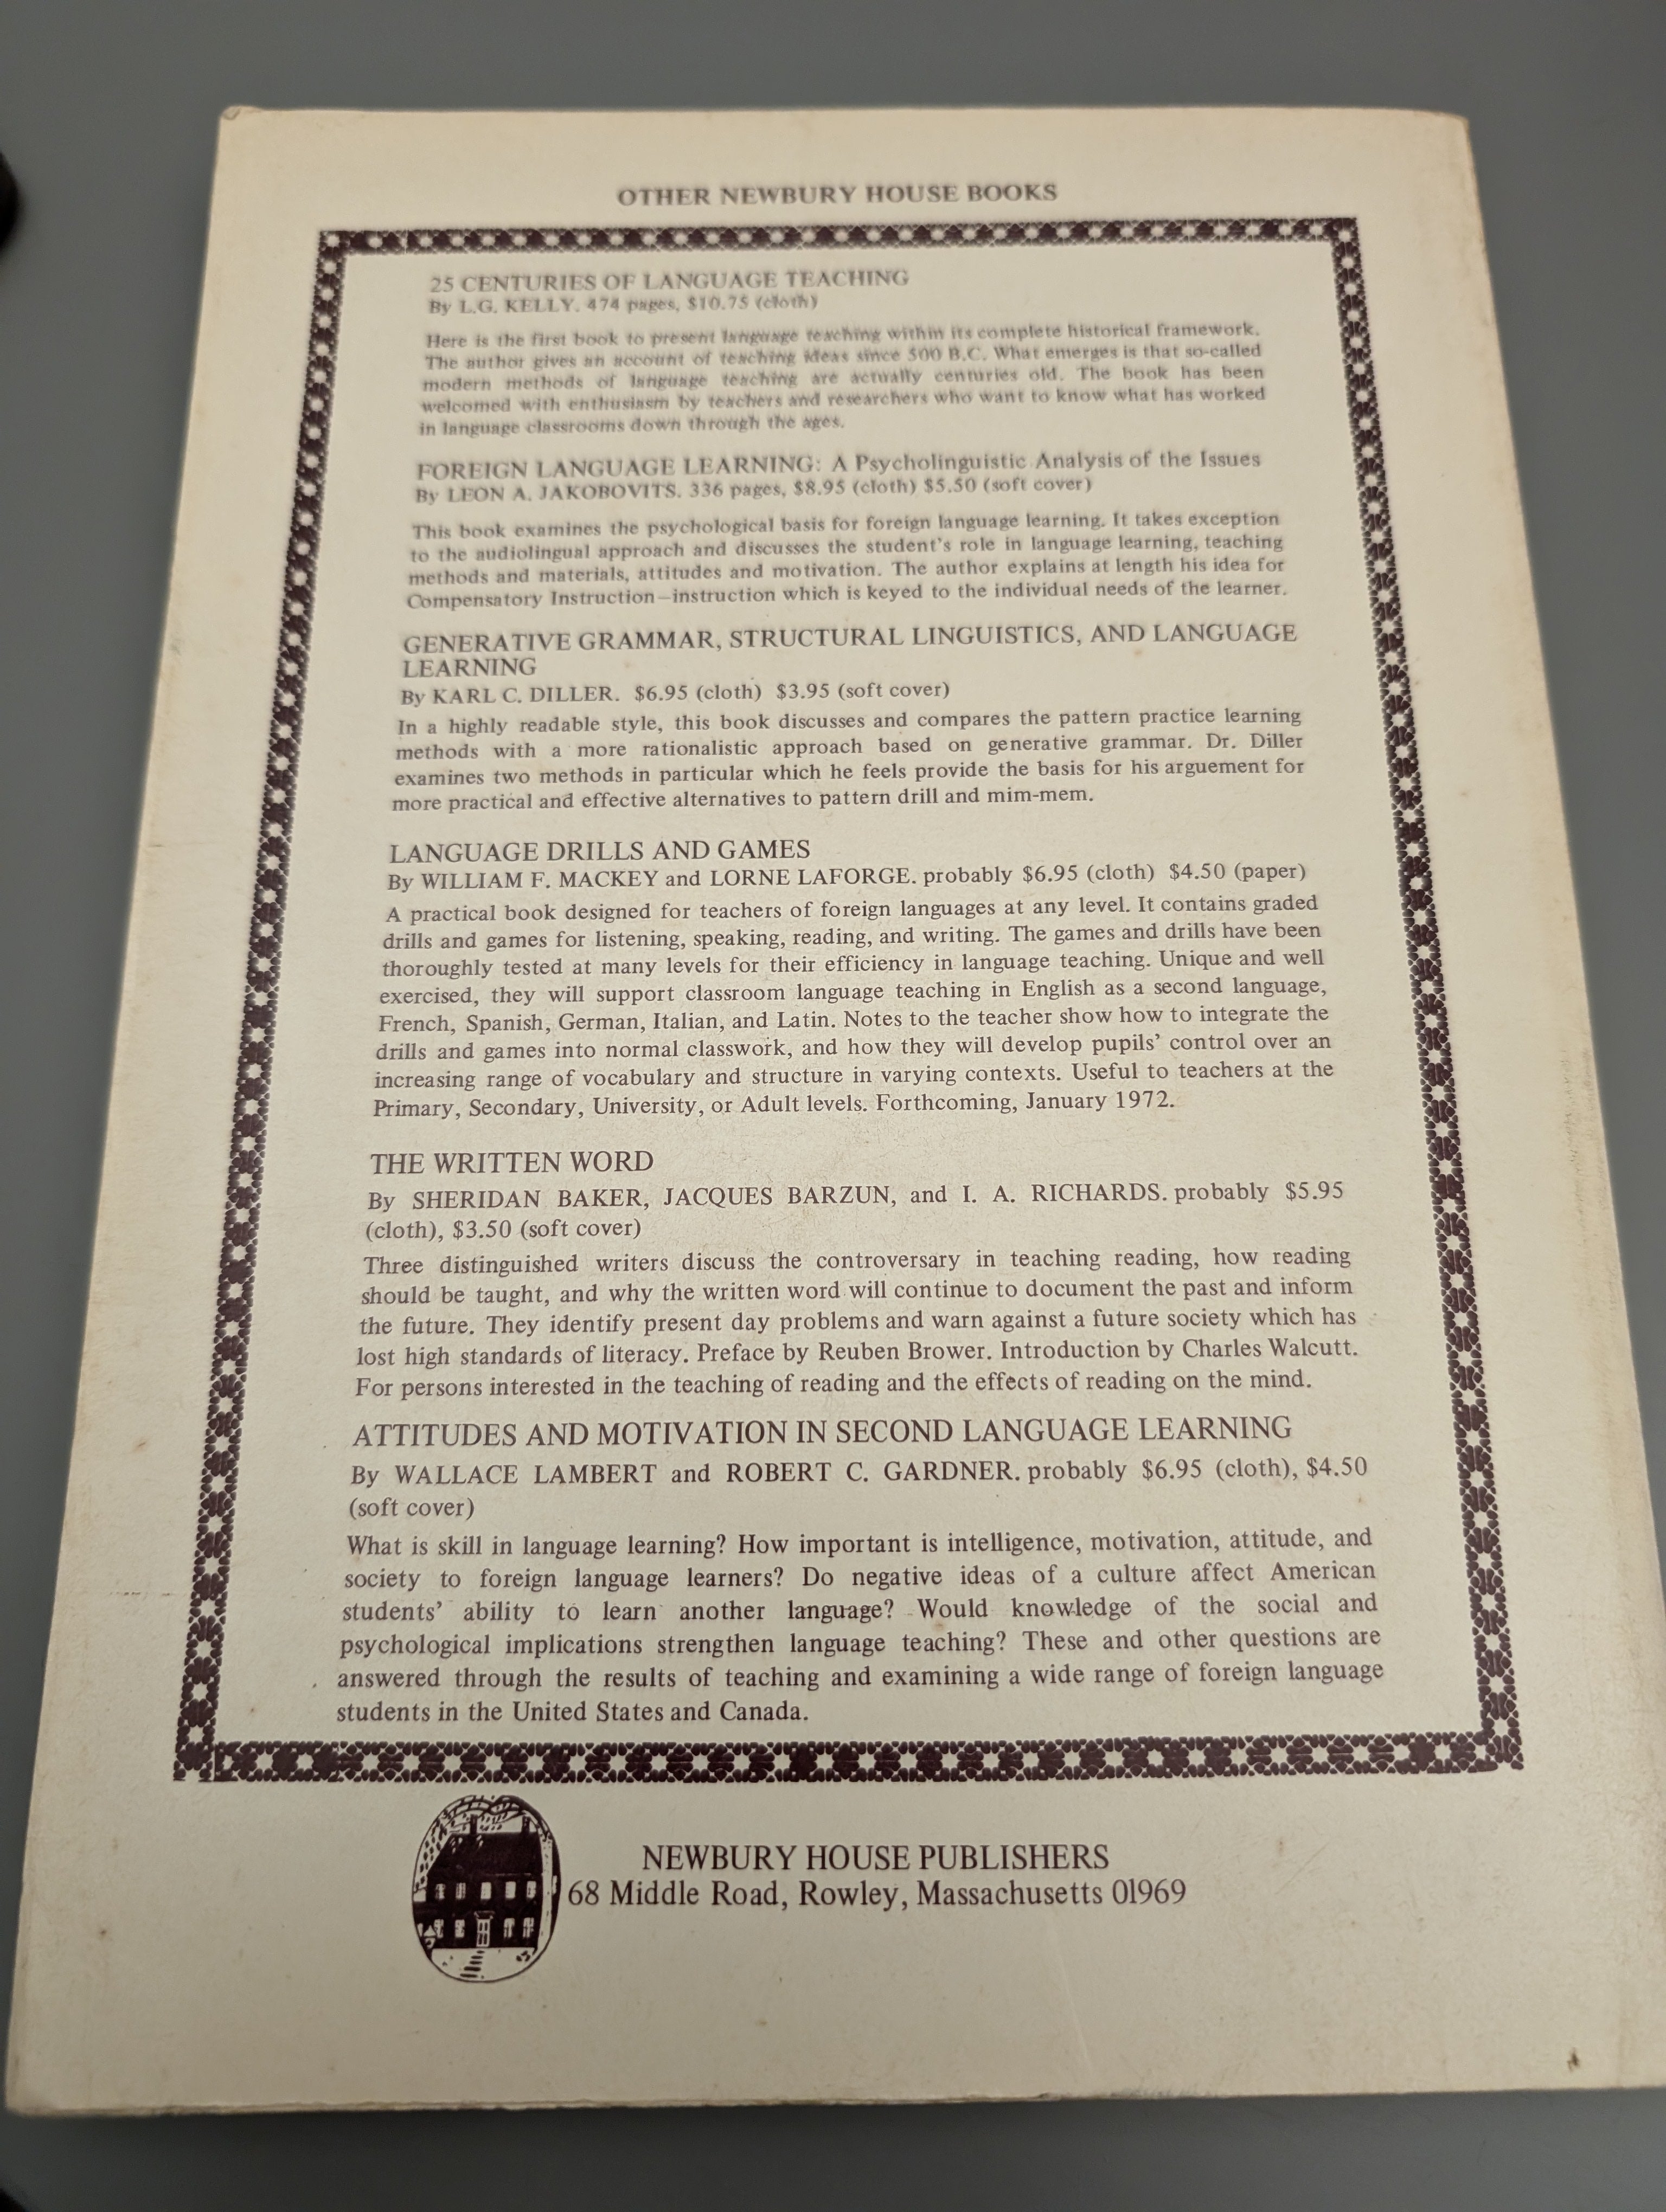 OTHER NEWBURY HOUSE BOOKS
25 CENTURIES OF LANGUAGE TEACHING
By L.G. KELLY. 474 pages, $10.75 (cloth)
Here is the first book to present language teaching within its complete historical framework.
The author gives an account of teaching ideas since 500 B.C. What emerges is that so-called
modern methods of language teaching are actually centuries old. The book has been
welcomed with enthusiasm by teachers and researchers who want to know what has worked
in language classrooms down through the ages.
FOREIGN LANGUAGE LEARNING: A Psycholinguistic Analysis of the Issues
By LEON A. JAKOBOVITS. 336 pages, $8.95 (cloth) $5.50 (soft cover)
This book examines the psychological basis for foreign language learning. It takes exception
to the audiolingual approach and discusses the student's role in language learning, teaching
methods and materials, attitudes and motivation. The author explains at length his idea for
Compensatory Instruction—instruction which is keyed to the individual needs of the learner.
GENERATIVE GRAMMAR, STRUCTURAL LINGUISTICS, AND LANGUAGE
LEARNING
By KARL C. DILLER. $6.95 (cloth) $3.95 (soft cover)
In a highly readable style, this book discusses and compares the pattern practice learning
methods with a more rationalistic approach based on generative grammar. Dr. Diller
examines two methods in particular which he feels provide the basis for his arguement for
more practical and effective alternatives to pattern drill and mim-mem.
LANGUAGE DRILLS AND GAMES
By WILLIAM F. MACKEY and LORNE LAFORGE. probably $6.95 (cloth) $4.50 (paper)
A practical book designed for teachers of foreign languages at any level. It contains graded
drills and games for listening, speaking, reading, and writing. The games and drills have been
thoroughly tested at many levels for their efficiency in language teaching. Unique and well
exercised, they will support classroom language teaching in English as a second language,
French, Spanish, German, Italian, and Latin. Notes to the teacher show how to integrate the
drills and games into normal classwork, and how they will develop pupils' control over an
increasing range of vocabulary and structure in varying contexts. Useful to teachers at the
Primary, Secondary, University, or Adult levels. Forthcoming, January 1972.
THE WRITTEN WORD
By SHERIDAN BAKER, JACQUES BARZUN, and I. A. RICHARDS. probably $5.95
(cloth), $3.50 (soft cover)
Three distinguished writers discuss the controversary in teaching reading, how reading
should be taught, and why the written word will continue to document the past and inform
the future. They identify present day problems and warn against a future society which has
lost high standards of literacy. Preface by Reuben Brower. Introduction by Charles Walcutt.
For persons interested in the teaching of reading and the effects of reading on the mind.
ATTITUDES AND MOTIVATION IN SECOND LANGUAGE LEARNING
By WALLACE LAMBERT and ROBERT C. GARDNER. probably $6.95 (cloth), $4.50
(soft cover)
What is skill in language learning? How important is intelligence, motivation, attitude, and
society to foreign language learners? Do negative ideas of a culture affect American
students' ability to learn another language? Would knowledge of the social and
psychological implications strengthen language teaching? These and other questions are
answered through the results of teaching and examining a wide range of foreign language
students in the United States and Canada.
NEWBURY HOUSE PUBLISHERS
68 Middle Road, Rowley, Massachusetts 01969